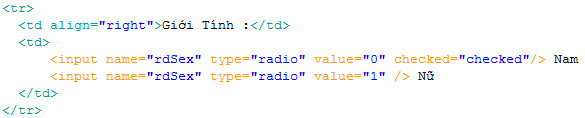 <tr>
  <td align="right">Giới Tính :</td>
  <td>
      <input name="rdSex" type="radio" value="0" checked="checked"/> Nam
      <input name="rdSex" type="radio" value="1" /> Nữ
  </td>
</tr>